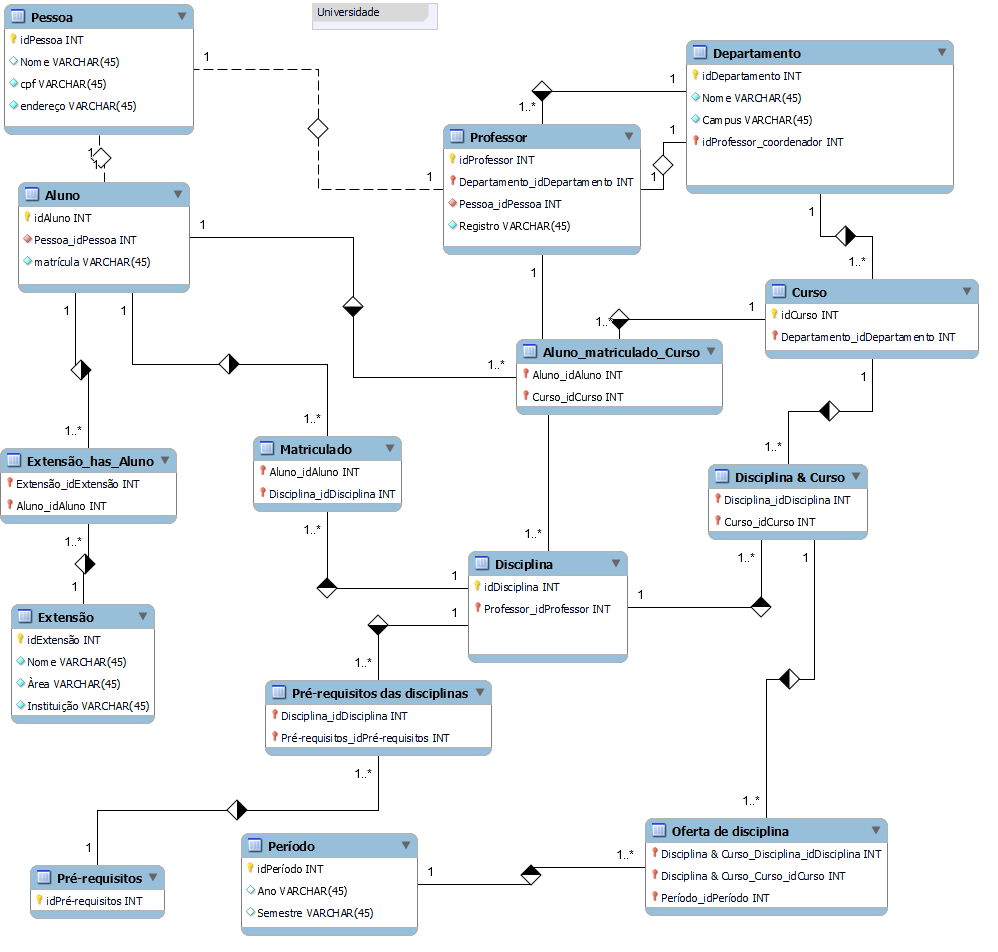 Universidade
Pessoa
idPessoa INT
Nome VARCHAR(45)
cpf VARCHAR(45)
endereço VARCHAR(45)
1
1
1
1
Departamento
idDepartamento INT
Nome VARCHAR(45)
Campus VARCHAR(45)
idProfessor_coordenador INT
1
1..*
1
1
Professor
idProfessor INT
Departamento_idDepartamento INT
Pessoa_idPessoa INT
Registro VARCHAR(45)
Aluno
idAluno INT
Pessoa_idPessoa INT
matrícula VARCHAR(45)
1
1..*
1
1..*
Curso
idCurso INT
Departamento_idDepartamento INT
1
1..*
1
1..*
Aluno_matriculado_Curso
Aluno_idAluno INT
Curso_idCurso INT
1
1..*
1
1..*
Extensão_has_Aluno
Extensão_idExtensão INT
Aluno_idAluno INT
Matriculado
Aluno_idAluno INT
Disciplina_idDisciplina INT
1
1..*
Disciplina & Curso
Disciplina_idDisciplina INT
Curso_idCurso INT
1..*
1
1..*
1
1..*
1
Disciplina
idDisciplina INT
Professor_idProfessor INT
1..*
1
Extensão
idExtensão INT
Nome VARCHAR(45)
Àrea VARCHAR(45)
Instituição VARCHAR(45)
1
1..*
Pré-requisitos das disciplinas
Disciplina_idDisciplina INT
Pré-requisitos_idPré-requisitos INT
1..*
1
1
1..*
Pré-requisitos
idPré-requisitos INT
Período
idPeríodo INT
Ano VARCHAR(45)
Semestre VARCHAR(45)
1
1..*
Oferta de disciplina
Disciplina & Curso_Disciplina_idDisciplina INT
Disciplina & Curso_Curso_idCurso INT
Período_idPeríodo INT